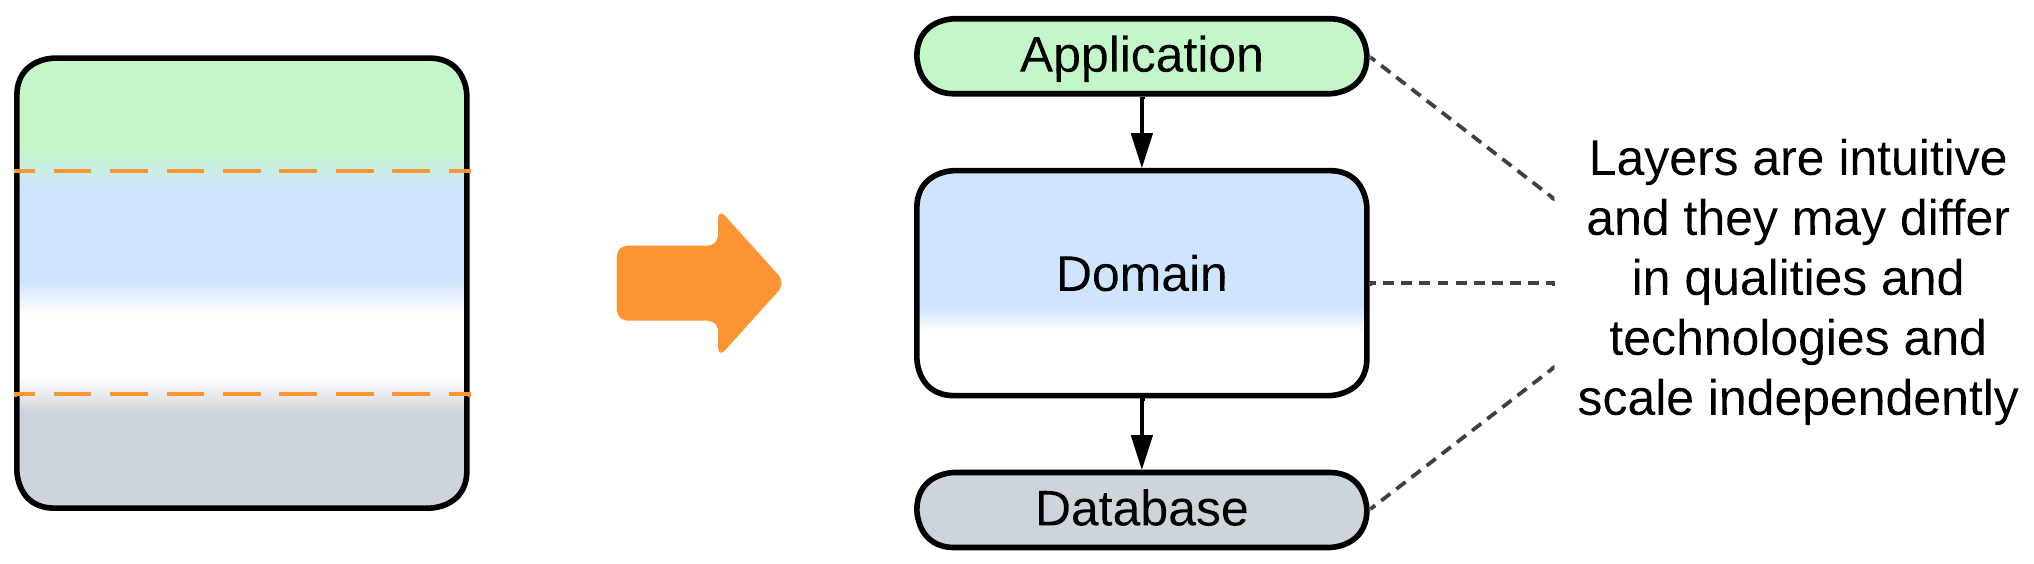 Application
Domain
Database
Layers are intuitive
and they may differ
in qualities and
technologies and
scale independently